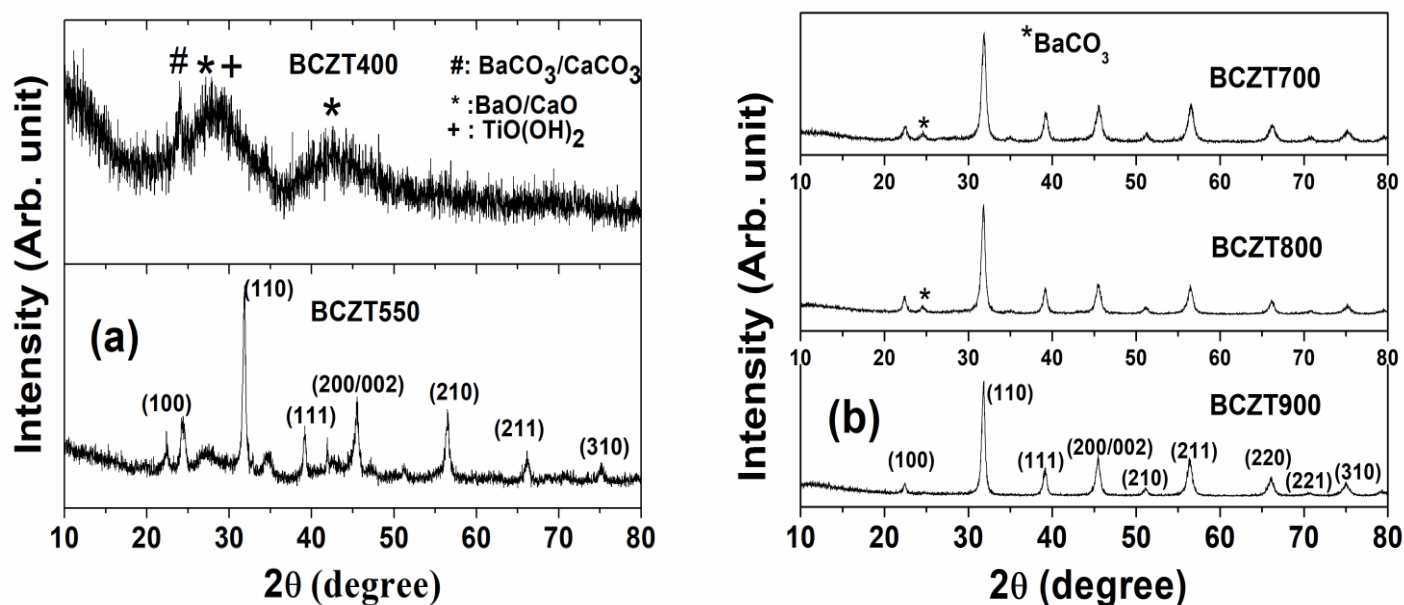 # * + BCZT400
#: BaCO3/CaCO3
*
* :BaO/CaO
+ : TiO(OH)2
(110)
BCZT550
(a)
(100)
(111)
(200/002)
(210)
(211)
(310)
10 20 30 40 50 60 70 80
2θ (degree)
Intensity (Arb. unit)
*BaCO3
BCZT700
*
10 20 30 40 50 60 70 80
BCZT800
*
10 20 30 40 50 60 70 80
BCZT900
(b)
(100)
(110)
(111)
(200/002)
(210)
(211)
(220)
(221)
(310)
10 20 30 40 50 60 70 80
2θ (degree)
Intensity (Arb. unit)